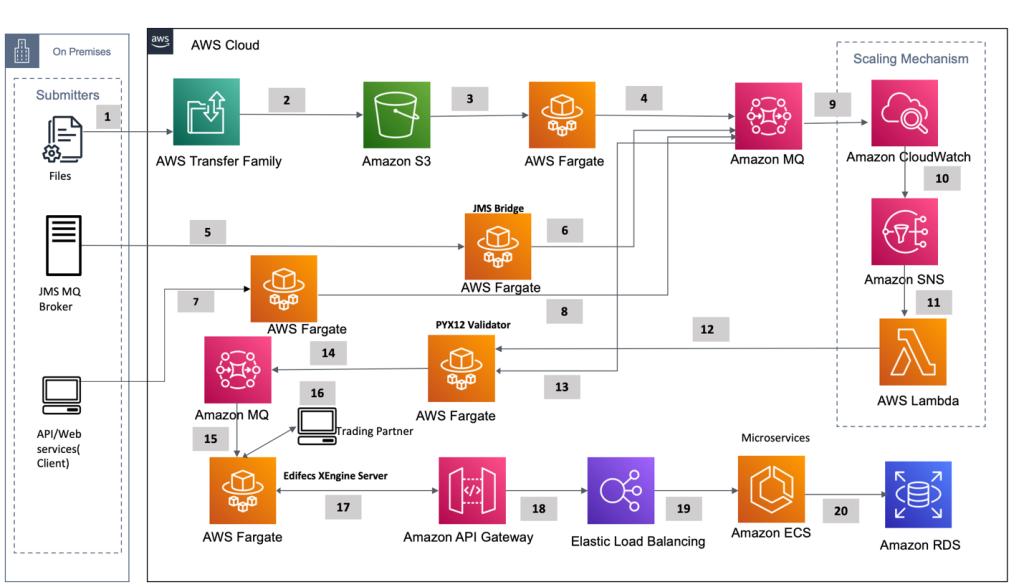 aws
AWS Cloud
On Premises
Scaling Mechanism
Submitters
1
2
3
4
9
AWS Transfer Family
Amazon S3
AWS Fargate
Amazon MQ
Amazon CloudWatch
Files
10
JMS Bridge
5
6
Amazon SNS
JMS MQ
Broker
AWS Fargate
7
8
11
AWS Fargate
PYX12 Validator
12
14
13
16
Amazon MQ
AWS Fargate
AWS Lambda
API/Web
services(
Client)
15
Trading Partner
Microservices
Edifecs XEngine Server
17
18
19
20
AWS Fargate
Amazon API Gateway
Elastic Load Balancing
Amazon ECS
Amazon RDS